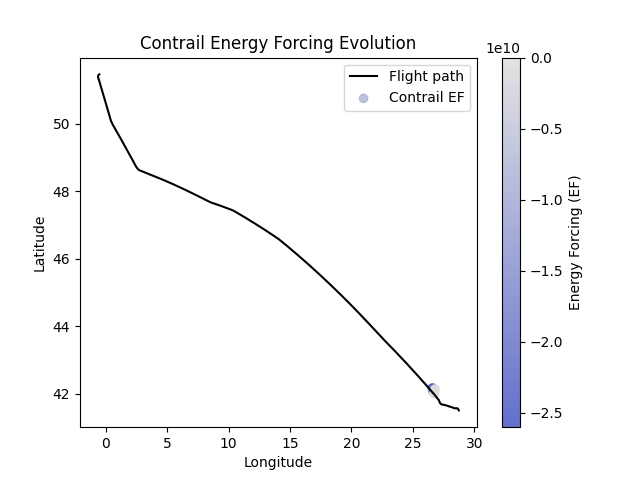 Contrail Energy Forcing Evolution
1e10
Flight path
Contrail EF
0.0
−0.5
−1.0
−1.5
−2.0
−2.5
Energy Forcing (EF)
50
48
46
44
42
Latitude
0
5
10
15
20
25
30
Longitude